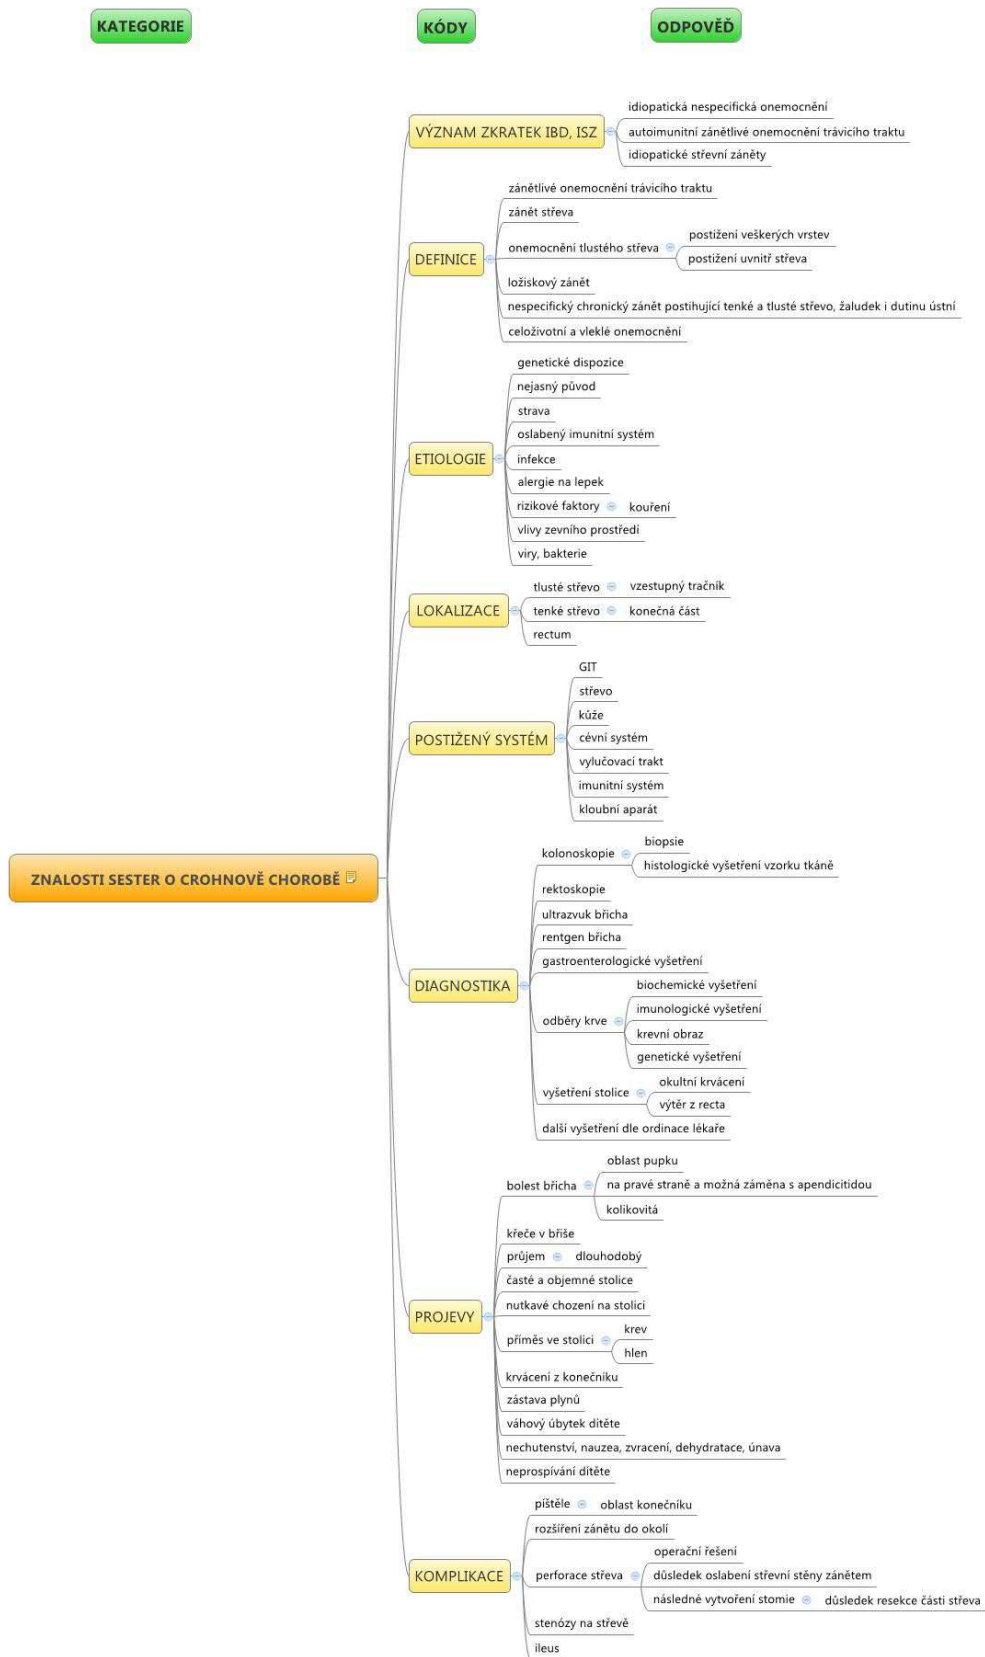 KATEGORIE
KÓDY
ODPOVĚĎ
ZNALOSTI SESTER O CROHNOVĚ CHOROBĚ
VÝZNAM ZKRATEK IBD, ISZ
idiopatická nespecifická onemocnění
autoimunitní zánětlivé onemocnění trávicího traktu
idiopatické střevní záněty
DEFINICE
zánětlivé onemocnění trávicího traktu
zánět střeva
onemocnění tlustého střeva
postižení veškerých vrstev
postižení uvnitř střeva
ložiskový zánět
nespecifický chronický zánět postihující tenké a tlusté střevo, žaludek i dutinu ústní
celoživotní a vleklé onemocnění
ETIOLOGIE
genetické dispozice
nejasný původ
strava
oslabený imunitní systém
infekce
alergie na lepek
rizikové faktory
kouření
vlivy zevního prostředí
viry, bakterie
LOKALIZACE
tlusté střevo
vzestupný tračník
tenké střevo
konečná část
rectum
POSTIŽENÝ SYSTÉM
GIT
střevo
kůže
cévní systém
vylučovací trakt
imunitní systém
kloubní aparát
DIAGNOSTIKA
kolonoskopie
biopsie
histologické vyšetření vzorku tkáně
rektoskopie
ultrazvuk břicha
rentgen břicha
gastroenterologické vyšetření
odběry krve
biochemické vyšetření
imunologické vyšetření
krevní obraz
genetické vyšetření
vyšetření stolice
okultní krvácení
výtěr z recta
další vyšetření dle ordinace lékaře
PROJEVY
bolest břicha
oblast pupku
na pravé straně a možná záměna s apendicitidou
kolikovitá
křeče v břiše
průjem
dlouhodobý
časté a objemné stolice
nutkavé chození na stolici
příměs ve stolici
krev
hlen
krvácení z konečníku
zástava plynů
váhový úbytek dítěte
nechutenství, nauzea, zvracení, dehydratace, únava
neprospívání dítěte
KOMPLIKACE
píštěle
oblast konečníku
rozšíření zánětu do okolí
perforace střeva
operační řešení
důsledek oslabení střevní stěny zánětem
následné vytvoření stomie
důsledek resekce části střeva
stenózy na střevě
ileus